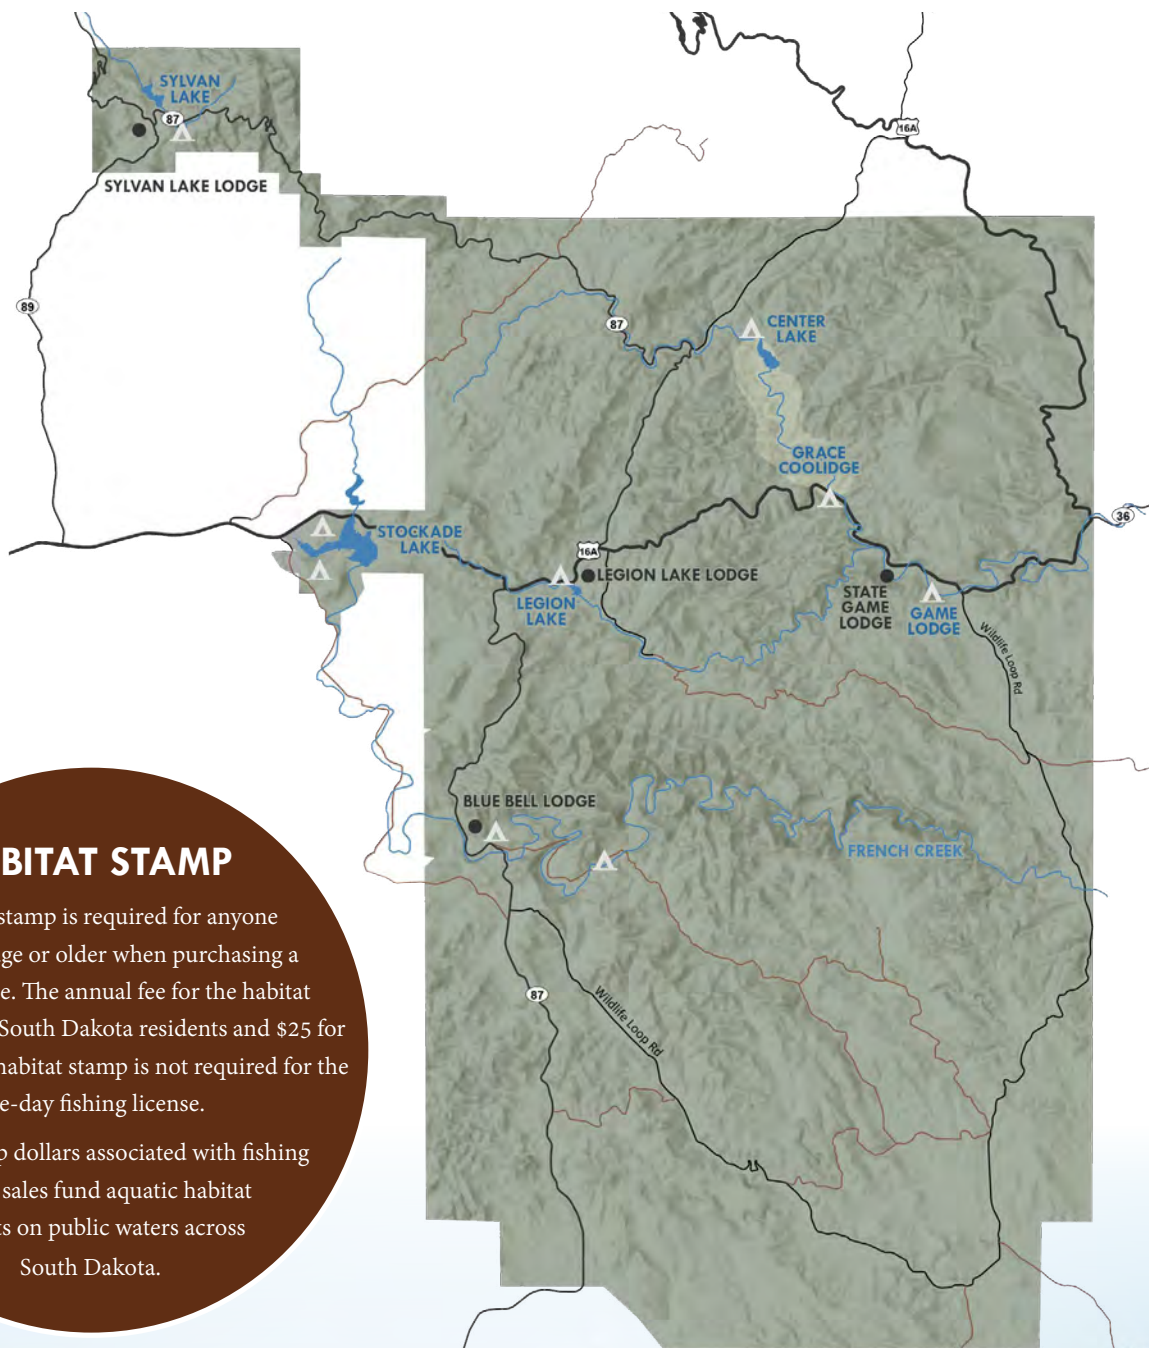 SYLVAN
LAKE
87
SYLVAN LAKE LODGE
16A
89
87
CENTER
LAKE
GRACE
COOLIDGE
36
STOCKADE
LAKE
16A
LEGION LAKE LODGE
LEGION
LAKE
STATE
GAME
LODGE
GAME
LODGE
Wildlife Loop Rd
BLUE BELL LODGE
FRENCH CREEK
87
Wildlife Loop Rd
BITAT STAMP
stamp is required for anyone
ge or older when purchasing a
e. The annual fee for the habitat
South Dakota residents and $25 for
habitat stamp is not required for the
e-day fishing license.
p dollars associated with fishing
sales fund aquatic habitat
ts on public waters across
South Dakota.